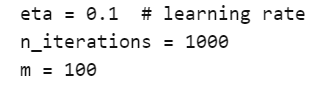 eta = 0.1  # learning rate
n_iterations = 1000
m = 100